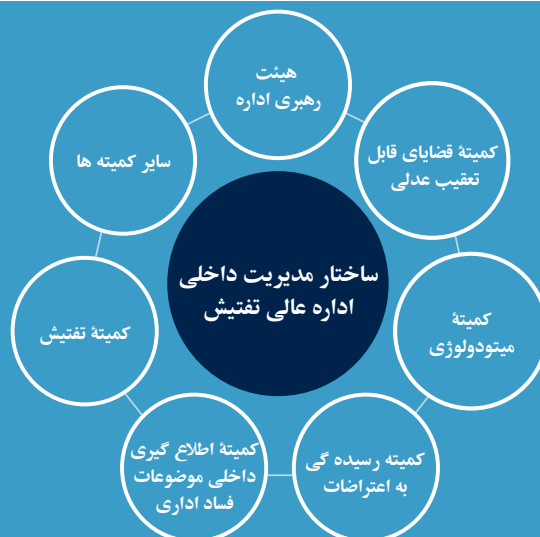 هیئت
رهبری اداره
کمیتۀ قضایای قابل
تعقیب عدلی
کمیتۀ
میتودولوژی
کمیته رسیده گی
به اعتراضات
کمیتۀ اطلاع گیری
داخلی موضوعات
فساد اداری
کمیتۀ تفتیش
سایر کمیته ها
ساختار مدیریت داخلی
اداره عالی تفتیش